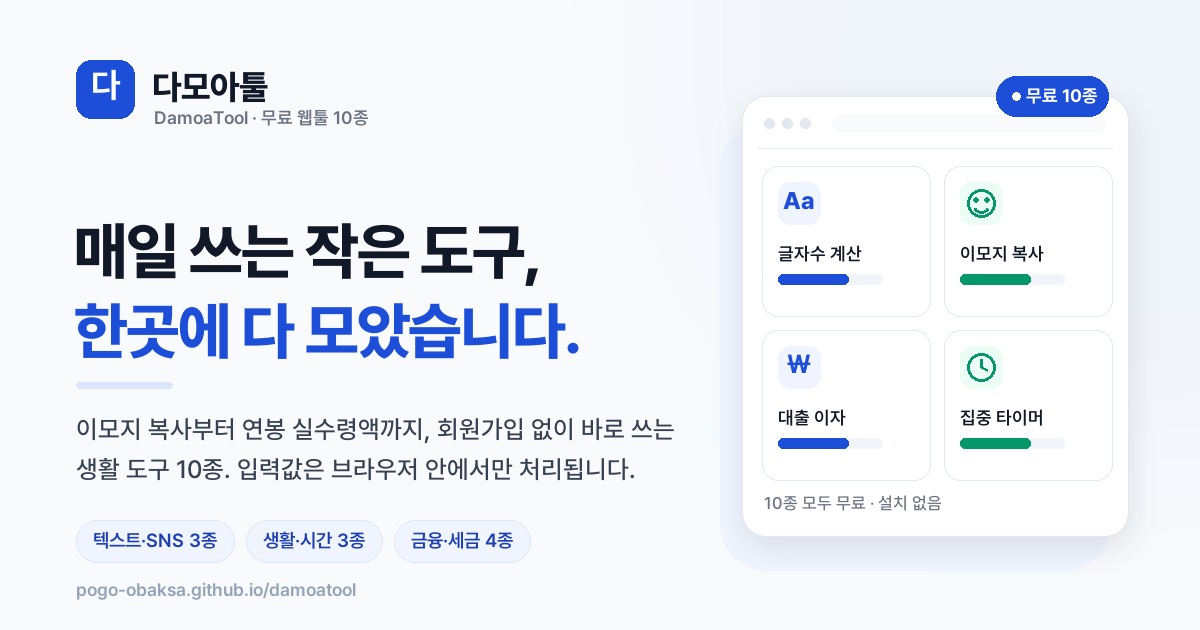 다
다모아툴
DamoaTool · 무료 웹툴 10종
매일 쓰는 작은 도구,
한곳에 다 모았습니다.
이모지 복사부터 연봉 실수령액까지, 회원가입 없이 바로 쓰는
생활 도구 10종. 입력값은 브라우저 안에서만 처리됩니다.
텍스트·SNS 3종
생활·시간 3종
금융·세금 4종
pogo-obaksa.github.io/damoatool
무료 10종
Aa
글자수 계산
이모지 복사
₩
대출 이자
집중 타이머
10종 모두 무료 · 설치 없음